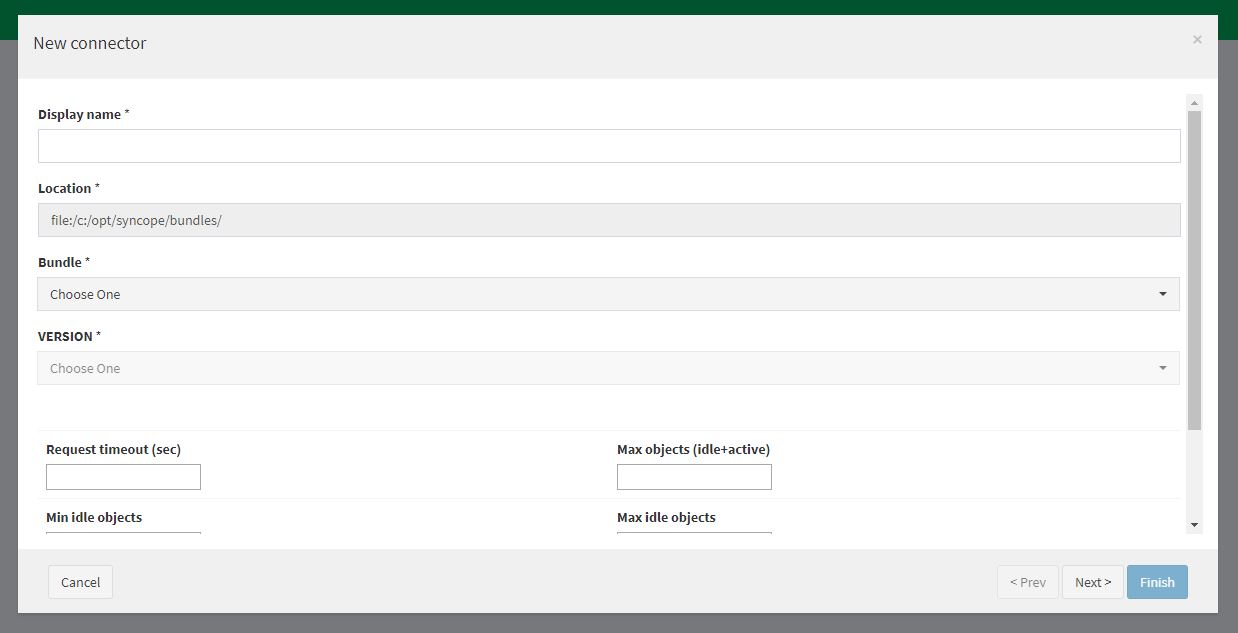 New connector
×
Display name *
Location *
file:/c:/opt/syncope/bundles/
Bundle *
Choose One
VERSION *
Choose One
Request timeout (sec)
Max objects (idle+active)
Min idle objects
Max idle objects
Cancel
< Prev
Next >
Finish